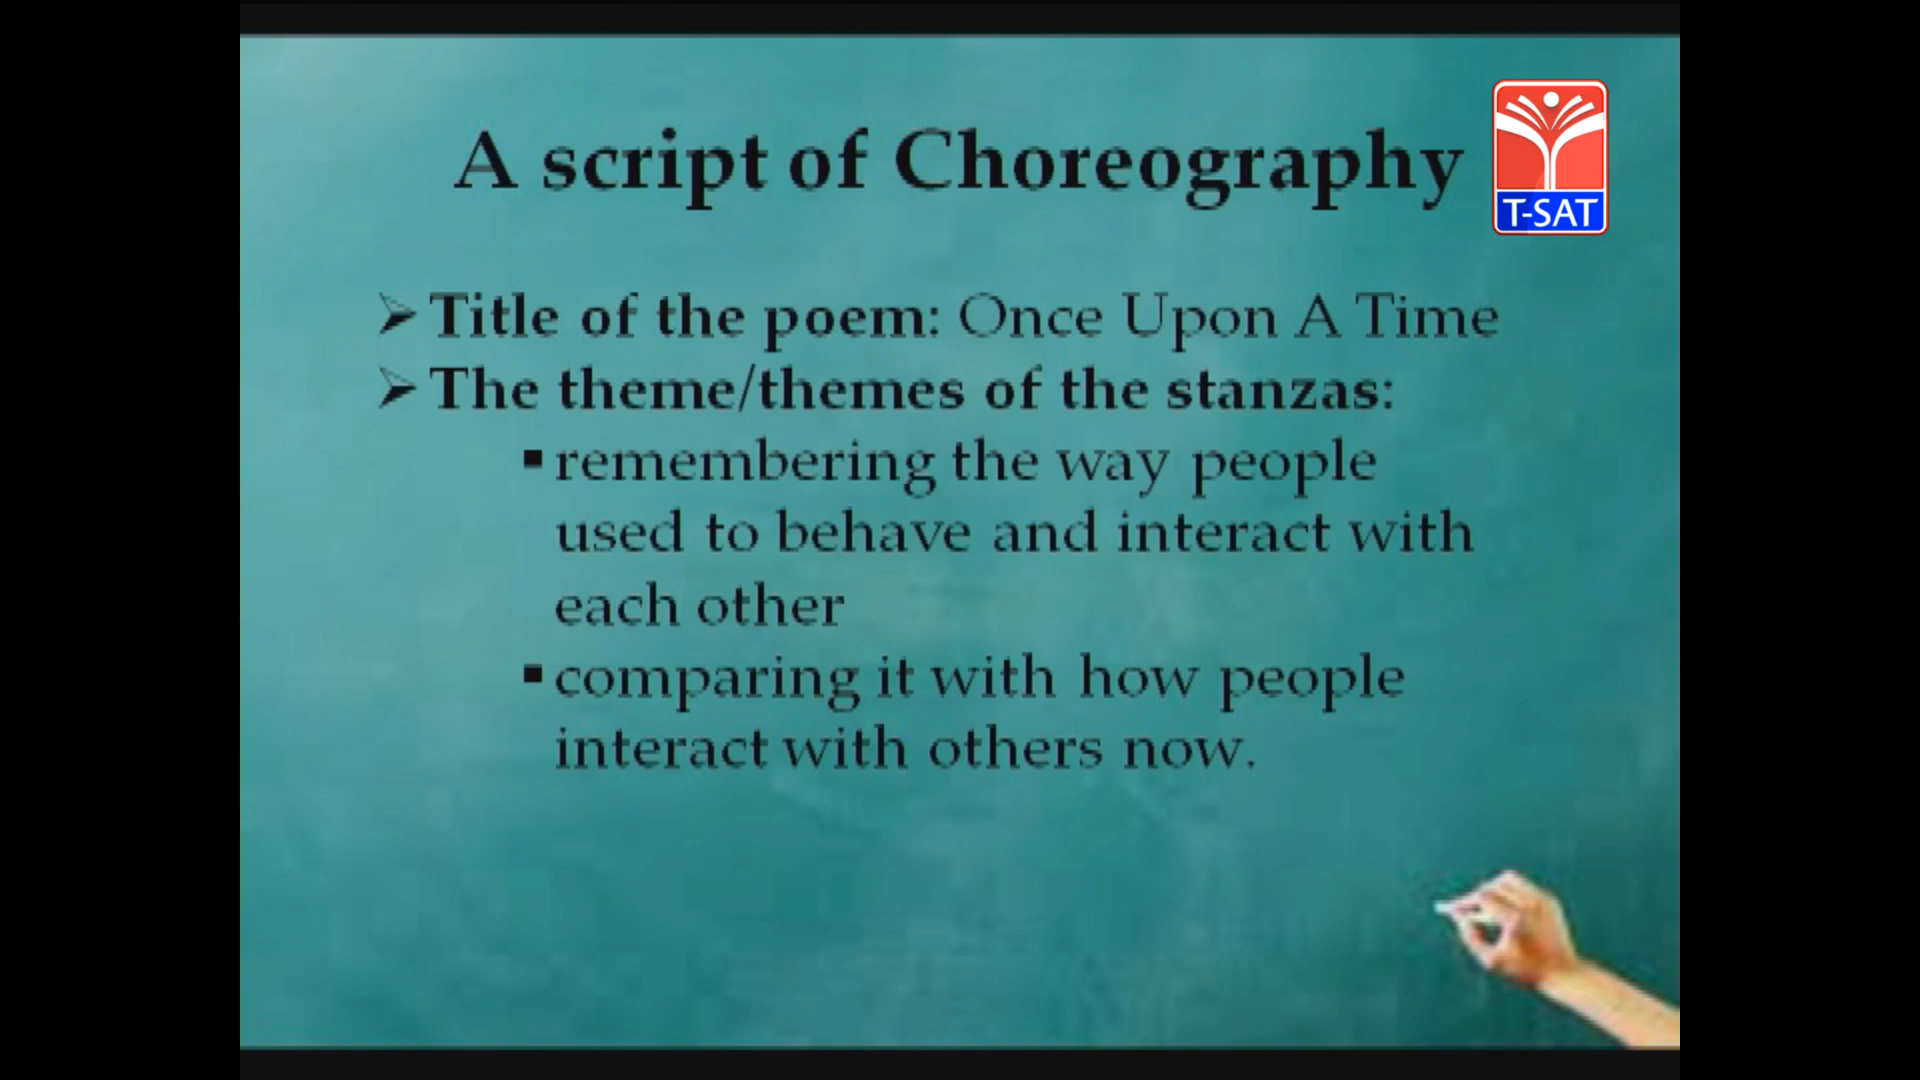 A script of Choreography
T-SAT
➢ Title of the poem: Once Upon A Time
➢ The theme/themes of the stanzas:
▪ remembering the way people
used to behave and interact with
each other
▪ comparing it with how people
interact with others now.